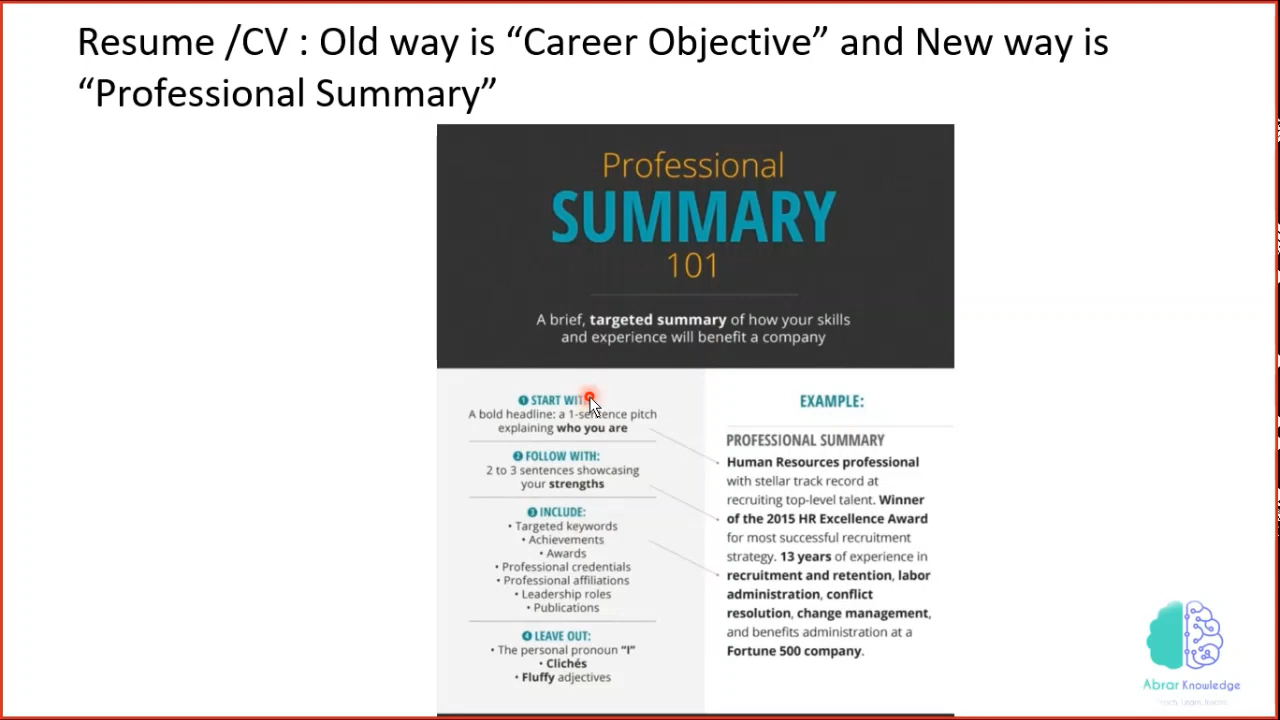 Resume /CV : Old way is “Career Objective” and New way is
“Professional Summary”
Professional
SUMMARY
101
A brief, targeted summary of how your skills
and experience will benefit a company
1 START WITH:
A bold headline: a 1-sentence pitch
explaining who you are
2 FOLLOW WITH:
2 to 3 sentences showcasing
your strengths
3 INCLUDE:
• Targeted keywords
• Achievements
• Awards
• Professional credentials
• Professional affiliations
• Leadership roles
• Publications
4 LEAVE OUT:
• The personal pronoun “I”
• Clichés
• Fluffy adjectives
EXAMPLE:
PROFESSIONAL SUMMARY
Human Resources professional
with stellar track record at
recruiting top-level talent. Winner
of the 2015 HR Excellence Award
for most successful recruitment
strategy. 13 years of experience in
recruitment and retention, labor
administration, conflict
resolution, change management,
and benefits administration at a
Fortune 500 company.
Abrar Knowledge